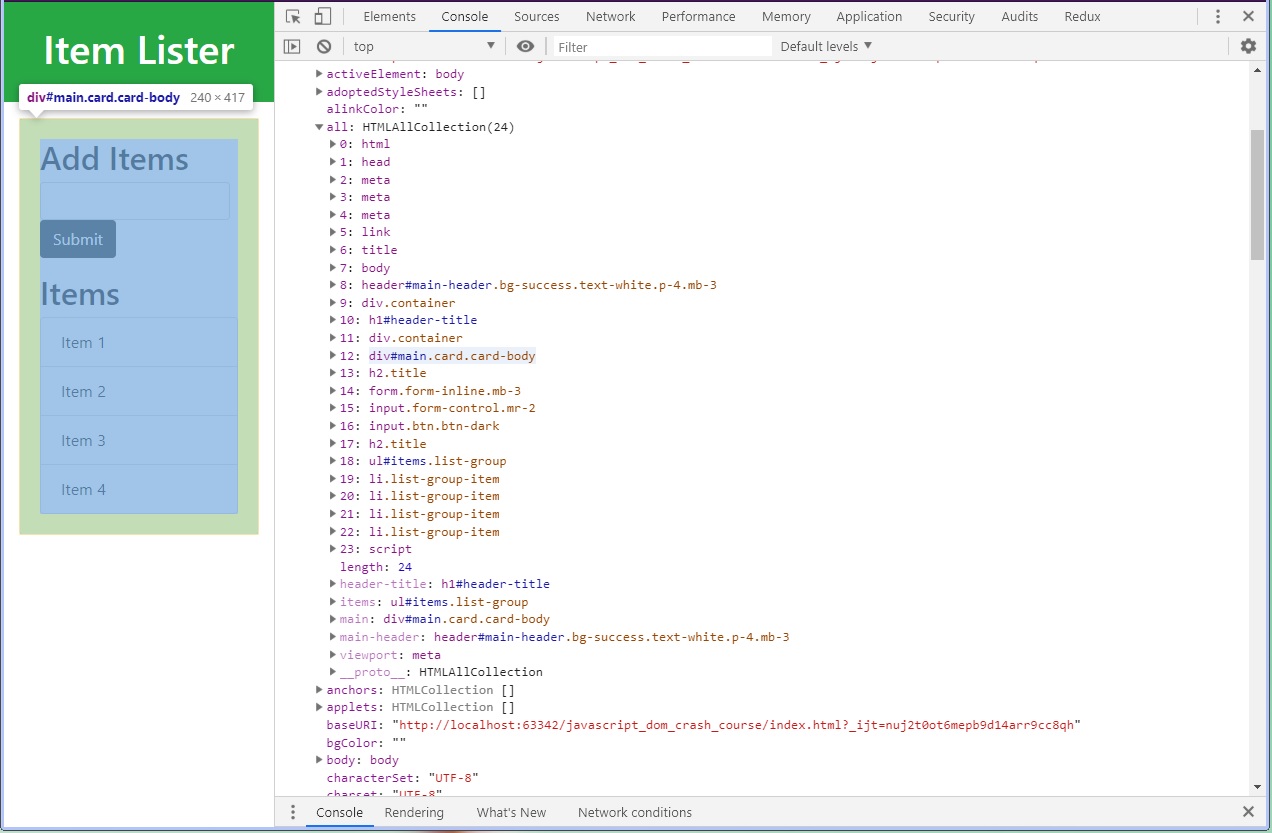 Item Lister
div#main.card.card-body 240 × 417
Add Items
Submit
Items
Item 1
Item 2
Item 3
Item 4
Elements Console Sources Network Performance Memory Application Security Audits Redux
top Filter Default levels
activeElement: body
adoptedStyleSheets: []
alinkColor: ""
all: HTMLAllCollection(24)
0: html
1: head
2: meta
3: meta
4: meta
5: link
6: title
7: body
8: header#main-header.bg-success.text-white.p-4.mb-3
9: div.container
10: h1#header-title
11: div.container
12: div#main.card.card-body
13: h2.title
14: form.form-inline.mb-3
15: input.form-control.mr-2
16: input.btn.btn-dark
17: h2.title
18: ul#items.list-group
19: li.list-group-item
20: li.list-group-item
21: li.list-group-item
22: li.list-group-item
23: script
length: 24
header-title: h1#header-title
items: ul#items.list-group
main: div#main.card.card-body
main-header: header#main-header.bg-success.text-white.p-4.mb-3
viewport: meta
__proto__: HTMLAllCollection
anchors: HTMLCollection []
applets: HTMLCollection []
baseURI: "http://localhost:63342/javascript_dom_crash_course/index.html?_ijt=nuj2t0ot6mepb9d14arr9cc8qh"
bgColor: ""
body: body
characterSet: "UTF-8"
charset: "UTF-8"
Console Rendering What's New Network conditions